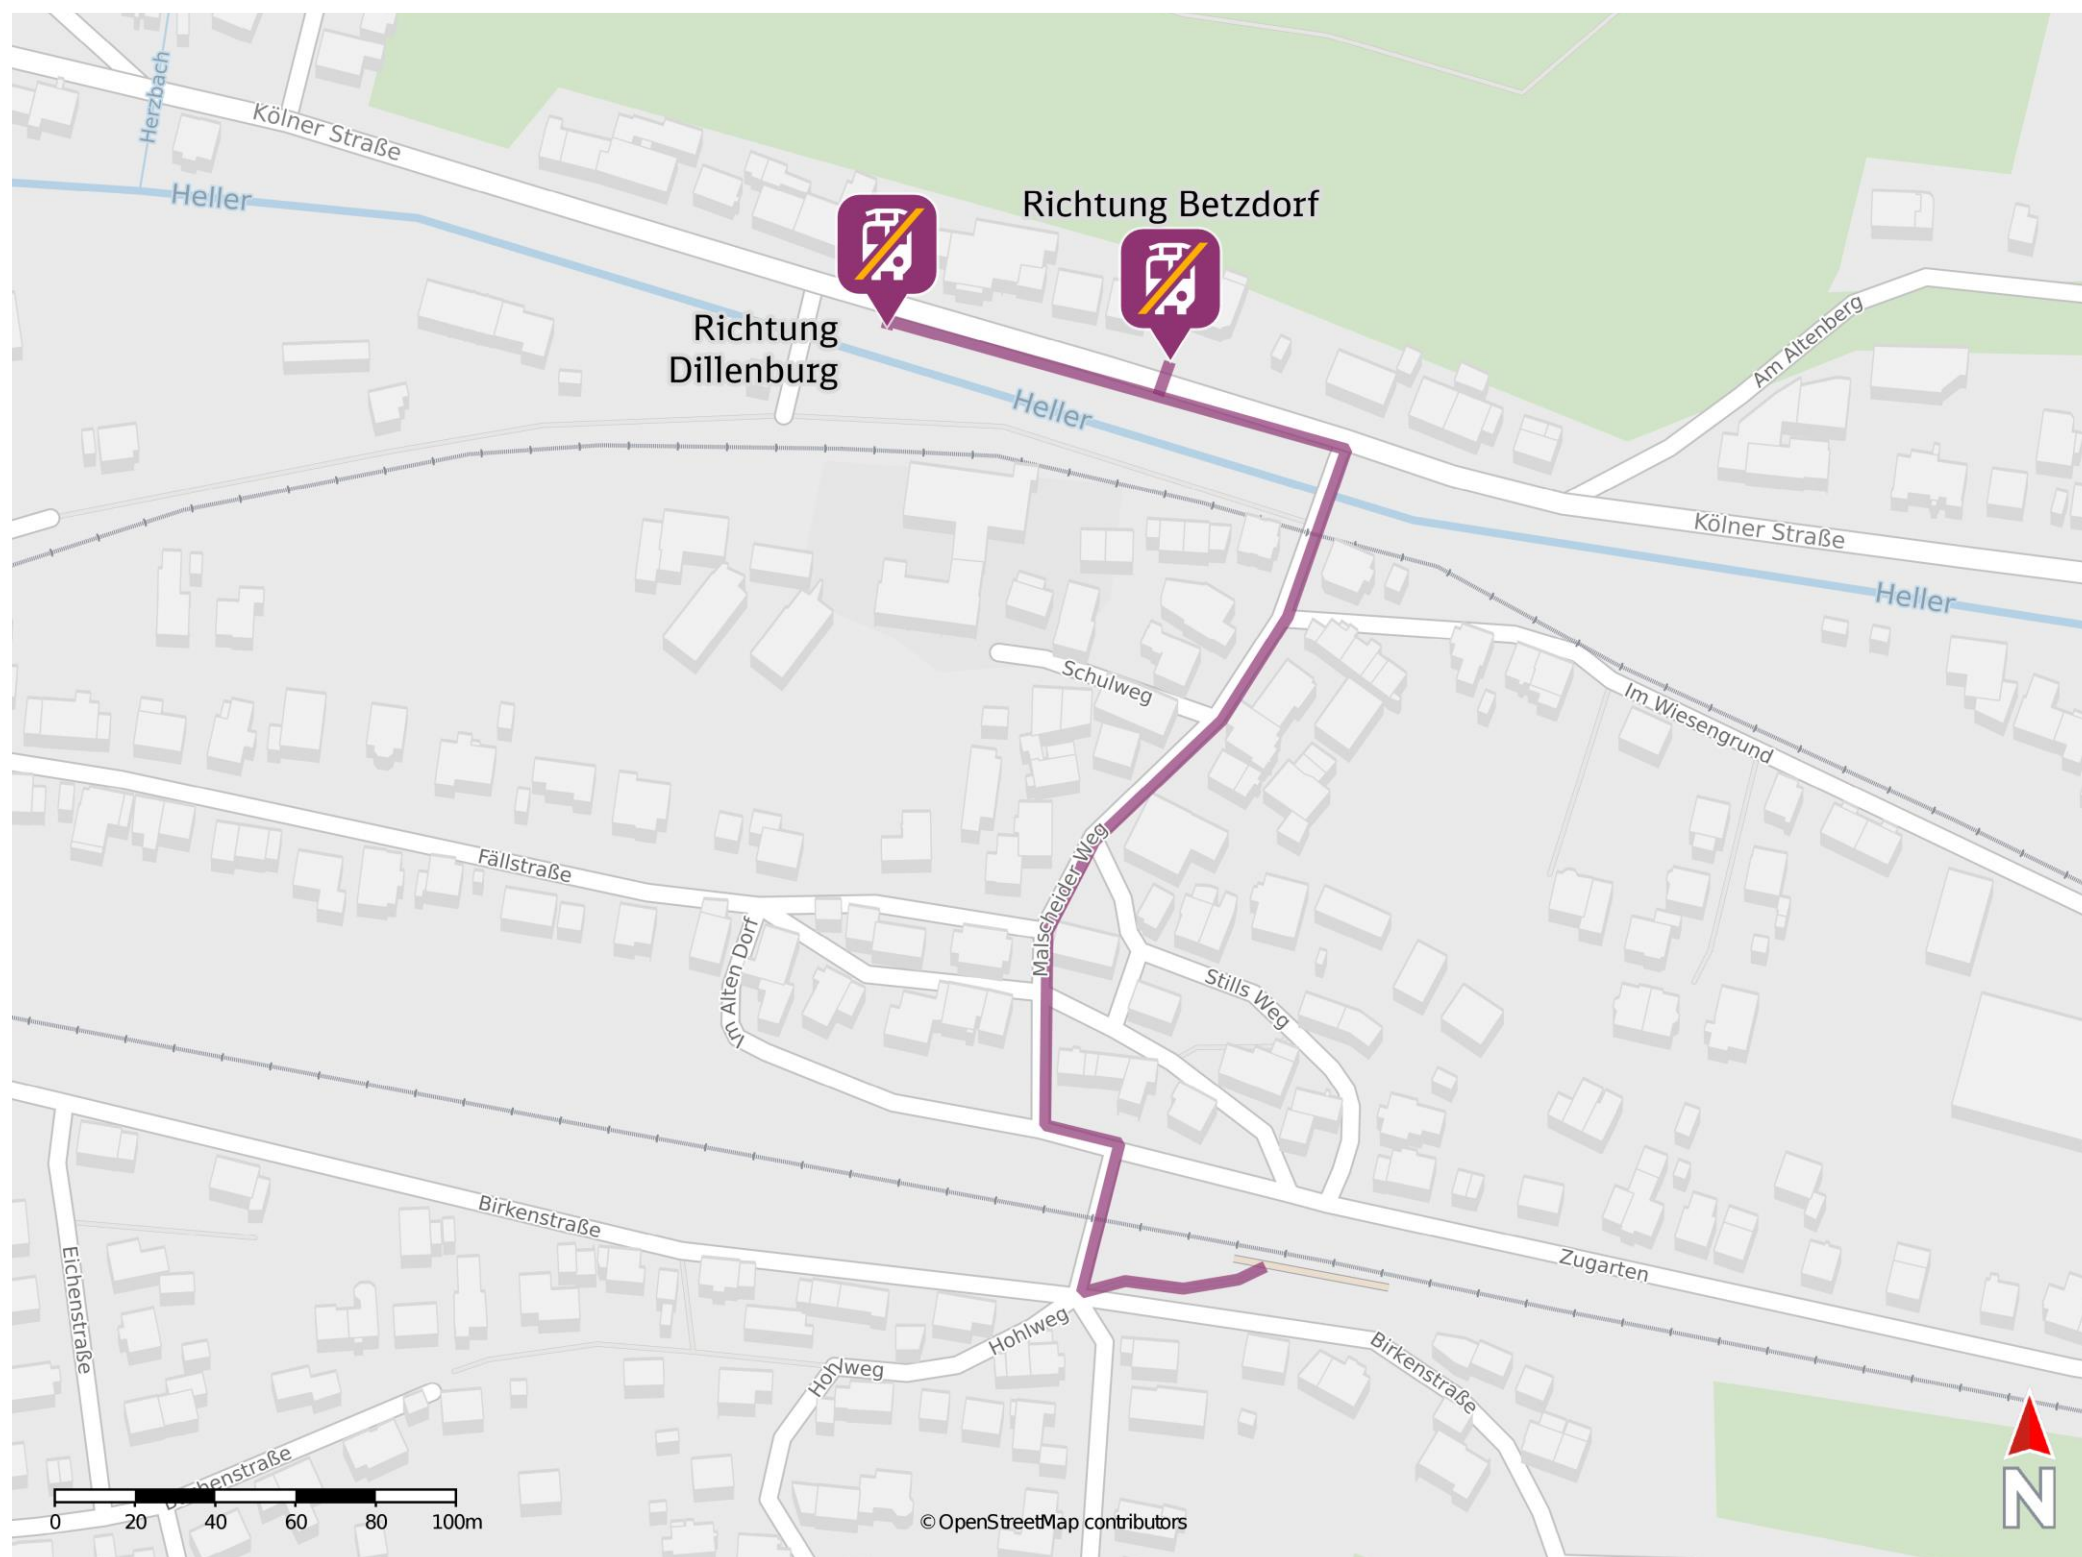 Herzbach
Kölner Straße
Heller
Richtung Betzdorf
Richtung
Dillenburg
Heller
Am Altenberg
Kölner Straße
Heller
Schulweg
Im Wiesengrund
Malscheider Weg
Fällstraße
Im Alten Dorf
Stills Weg
Birkenstraße
Eichenstraße
Zugarten
Hohlweg
Hohlweg
Birkenstraße
N
0 20 40 60 80 100m
© OpenStreetMap contributors